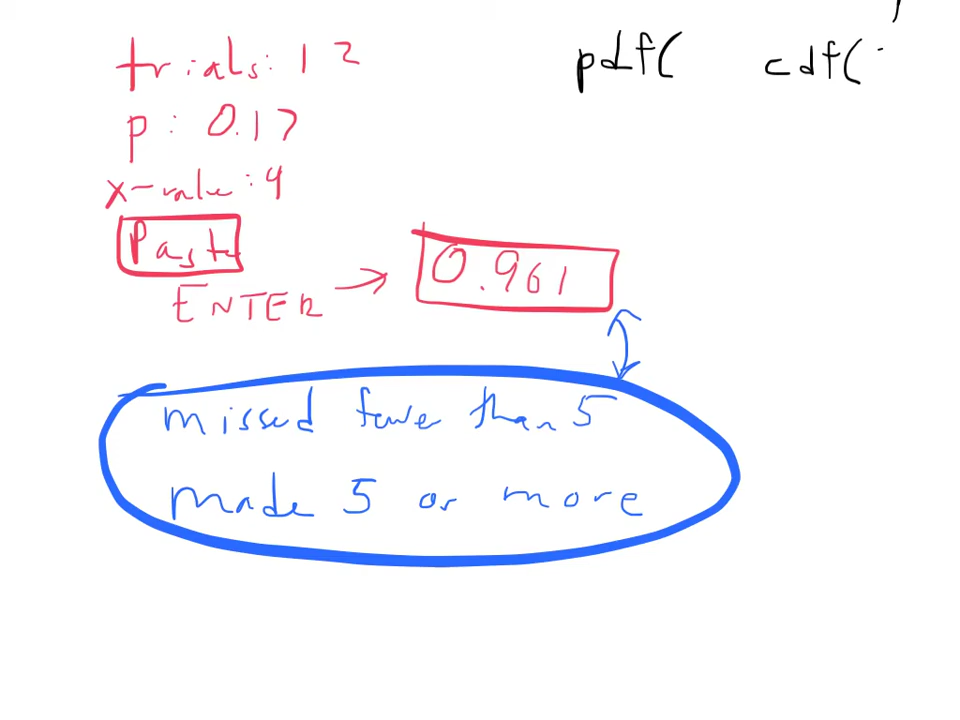 trials: 12
pdf( cdf(
p: 0.17
x-value: 4
Paste
ENTER → 0.961
missed fewer than 5
made 5 or more